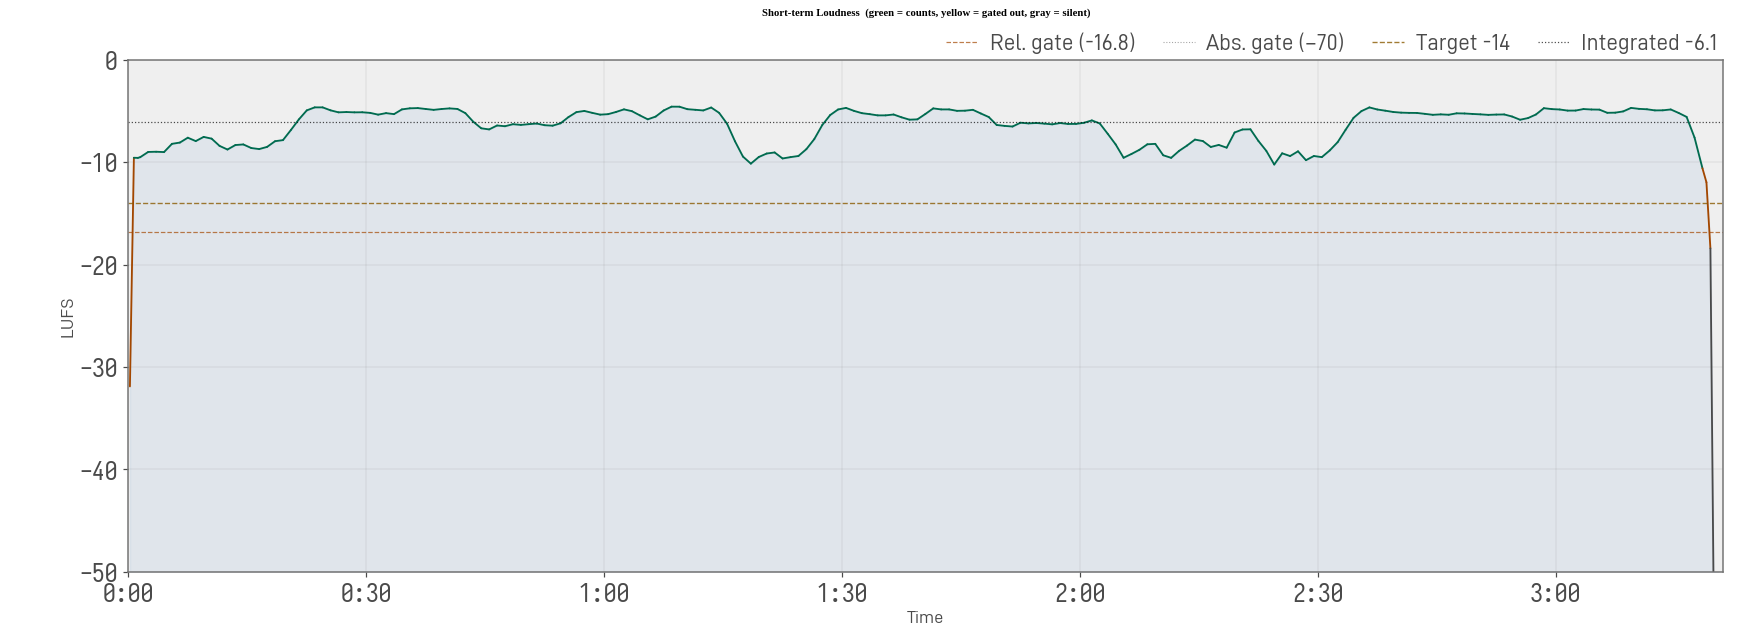 Short-term Loudness (green = counts, yellow = gated out, gray = silent)
Rel. gate (-16.8) Abs. gate (−70) Target -14 Integrated -6.1
0
−10
−20
−30
−40
−50
LUFS
0:00 0:30 1:00 1:30 2:00 2:30 3:00
Time